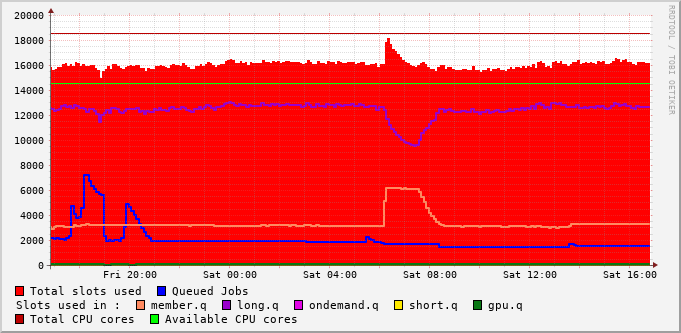 20000
18000
16000
14000
12000
10000
8000
6000
4000
2000
0
Fri 20:00 Sat 00:00 Sat 04:00 Sat 08:00 Sat 12:00 Sat 16:00
Total slots used Queued Jobs
Slots used in : member.q long.q ondemand.q short.q gpu.q
Total CPU cores Available CPU cores
RRDTOOL / TOBI OETIKER